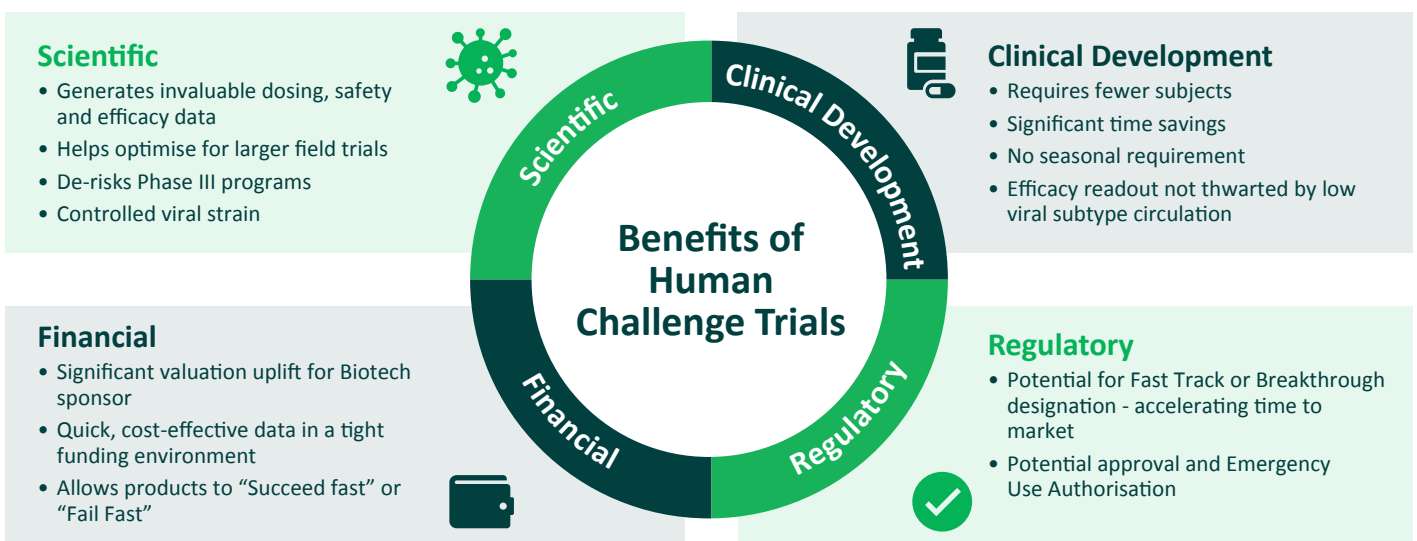 Scientific
• Generates invaluable dosing, safety
and efficacy data
• Helps optimise for larger field trials
• De-risks Phase III programs
• Controlled viral strain
Clinical Development
• Requires fewer subjects
• Significant time savings
• No seasonal requirement
• Efficacy readout not thwarted by low
viral subtype circulation
Scientific
Clinical Development
Benefits of
Human
Challenge Trials
Financial
Regulatory
Financial
• Significant valuation uplift for Biotech
sponsor
• Quick, cost-effective data in a tight
funding environment
• Allows products to “Succeed fast” or
“Fail Fast”
Regulatory
• Potential for Fast Track or Breakthrough
designation - accelerating time to
market
• Potential approval and Emergency
Use Authorisation